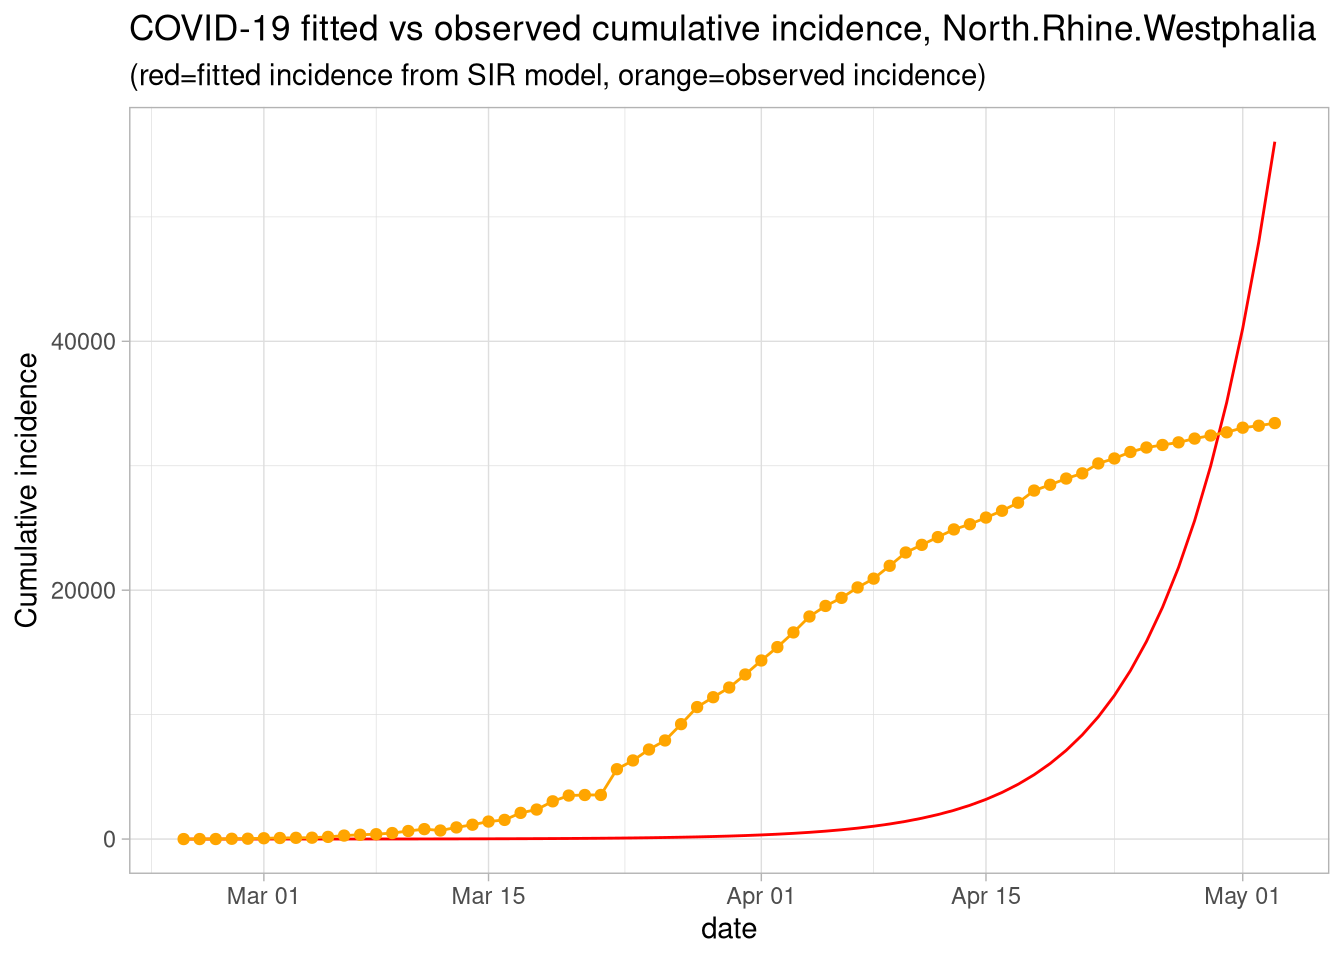 COVID-19 fitted vs observed cumulative incidence, North.Rhine.Westphalia
(red=fitted incidence from SIR model, orange=observed incidence)
Cumulative incidence
40000
20000
0
Mar 01
Mar 15
Apr 01
Apr 15
May 01
date